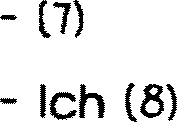 - (7)
- Ich (8)